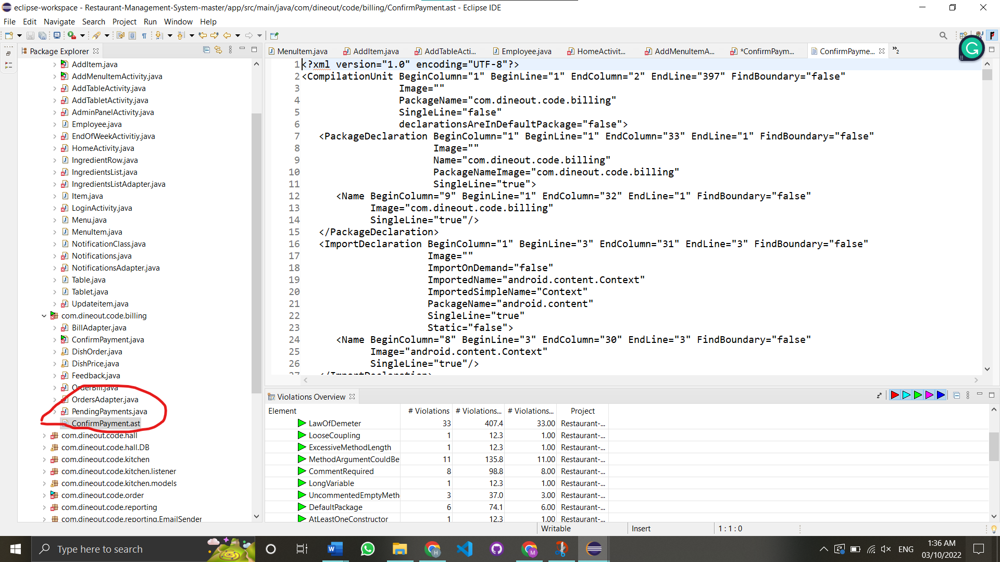 eclipse-workspace - Restaurant-Management-System-master/app/src/main/java/com/dineout/code/billing/ConfirmPayment.ast - Eclipse IDE
File Edit Navigate Search Project Run Window Help
Package Explorer
AddItem.java
AddMenuItemActivity.java
AddTableActivity.java
AddTabletActivity.java
AdminPanelActivity.java
Employee.java
EndOfWeekActivitiy.java
HomeActivity.java
IngredientRow.java
IngredientsList.java
IngredientsListAdapter.java
Item.java
LoginActivity.java
Menu.java
MenuItem.java
NotificationClass.java
Notifications.java
NotificationsAdapter.java
Table.java
Tablet.java
Updateitem.java
com.dineout.code.billing
BillAdapter.java
ConfirmPayment.java
DishOrder.java
DishPrice.java
Feedback.java
OrderBill.java
OrdersAdapter.java
PendingPayments.java
ConfirmPayment.ast
com.dineout.code.hall
com.dineout.code.hall.DB
com.dineout.code.kitchen
com.dineout.code.kitchen.listener
com.dineout.code.kitchen.models
com.dineout.code.order
com.dineout.code.reporting
com.dineout.code.reporting.EmailSender
MenuItem.java AddItem.java AddTableActi... Employee.java HomeActivit... AddMenuItemA... *ConfirmPaym... ConfirmPayme... »2
1 <?xml version="1.0" encoding="UTF-8"?>
2 <CompilationUnit BeginColumn="1" BeginLine="1" EndColumn="2" EndLine="397" FindBoundary="false"
3 Image=""
4 PackageName="com.dineout.code.billing"
5 SingleLine="false"
6 declarationsAreInDefaultPackage="false">
7 <PackageDeclaration BeginColumn="1" BeginLine="1" EndColumn="33" EndLine="1" FindBoundary="false"
8 Image=""
9 Name="com.dineout.code.billing"
10 PackageNameImage="com.dineout.code.billing"
11 SingleLine="true">
12 <Name BeginColumn="9" BeginLine="1" EndColumn="32" EndLine="1" FindBoundary="false"
13 Image="com.dineout.code.billing"
14 SingleLine="true"/>
15 </PackageDeclaration>
16 <ImportDeclaration BeginColumn="1" BeginLine="3" EndColumn="31" EndLine="3" FindBoundary="false"
17 Image=""
18 ImportOnDemand="false"
19 ImportedName="android.content.Context"
20 ImportedSimpleName="Context"
21 PackageName="android.content"
22 SingleLine="true"
23 Static="false">
24 <Name BeginColumn="8" BeginLine="3" EndColumn="30" EndLine="3" FindBoundary="false"
25 Image="android.content.Context"
26 SingleLine="true"/>
27 </ImportDeclaration>
Violations Overview
Element # Violations # Violations... # Violations... Project
LawOfDemeter 33 407.4 33.00 Restaurant-...
LooseCoupling 1 12.3 1.00 Restaurant-...
ExcessiveMethodLength 1 12.3 1.00 Restaurant-...
MethodArgumentCouldBe 11 135.8 11.00 Restaurant-...
CommentRequired 8 98.8 8.00 Restaurant-...
LongVariable 1 12.3 1.00 Restaurant-...
UncommentedEmptyMeth 3 37.0 3.00 Restaurant-...
DefaultPackage 6 74.1 6.00 Restaurant-...
AtLeastOneConstructor 1 12.3 1.00 Restaurant-...
Writable Insert 1 : 1 : 0
Type here to search
ENG
1:36 AM
03/10/2022